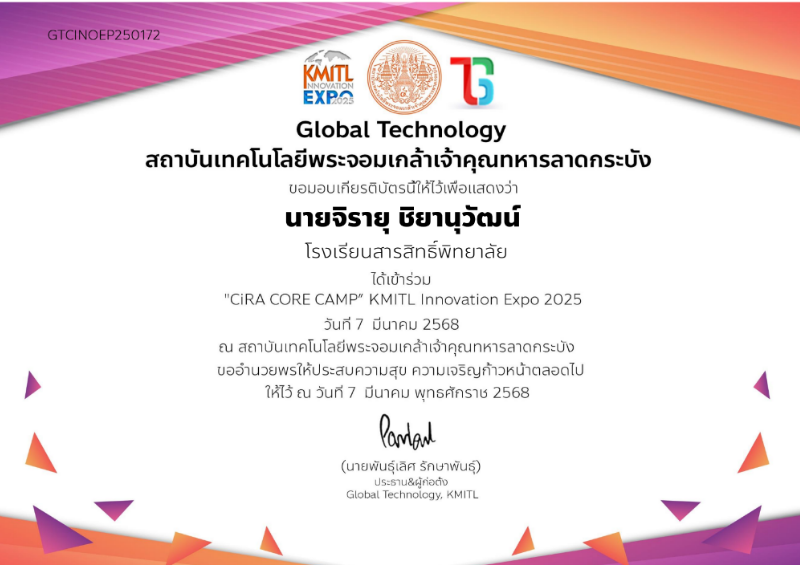 GTCINOEP250172
KMITL
INNOVATION
EXPO 2025
TG
Global Technology
สถาบันเทคโนโลยีพระจอมเกล้าเจ้าคุณทหารลาดกระบัง
ขอมอบเกียรติบัตรนี้ให้ไว้เพื่อแสดงว่า
นายจิรายุ ชิยานุวัฒน์
โรงเรียนสารสิทธิ์พิทยาลัย
ได้เข้าร่วม
"CiRA CORE CAMP” KMITL Innovation Expo 2025
วันที่ 7 มีนาคม 2568
ณ สถาบันเทคโนโลยีพระจอมเกล้าเจ้าคุณทหารลาดกระบัง
ขออำนวยพรให้ประสบความสุข ความเจริญก้าวหน้าตลอดไป
ให้ไว้ ณ วันที่ 7 มีนาคม พุทธศักราช 2568
(นายพันธุ์เลิศ รักษาพันธุ์)
ประธาน&ผู้ก่อตั้ง
Global Technology, KMITL